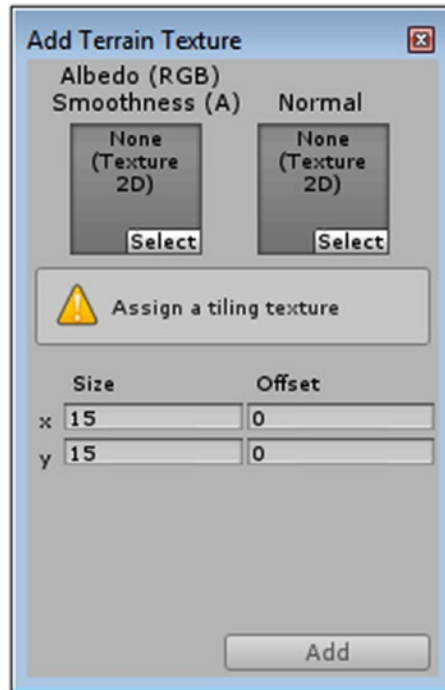 Add Terrain Texture
Albedo (RGB)
Smoothness (A) Normal
None None
(Texture (Texture
2D) 2D)
Select Select
Assign a tiling texture
Size Offset
x 15 0
y 15 0
Add